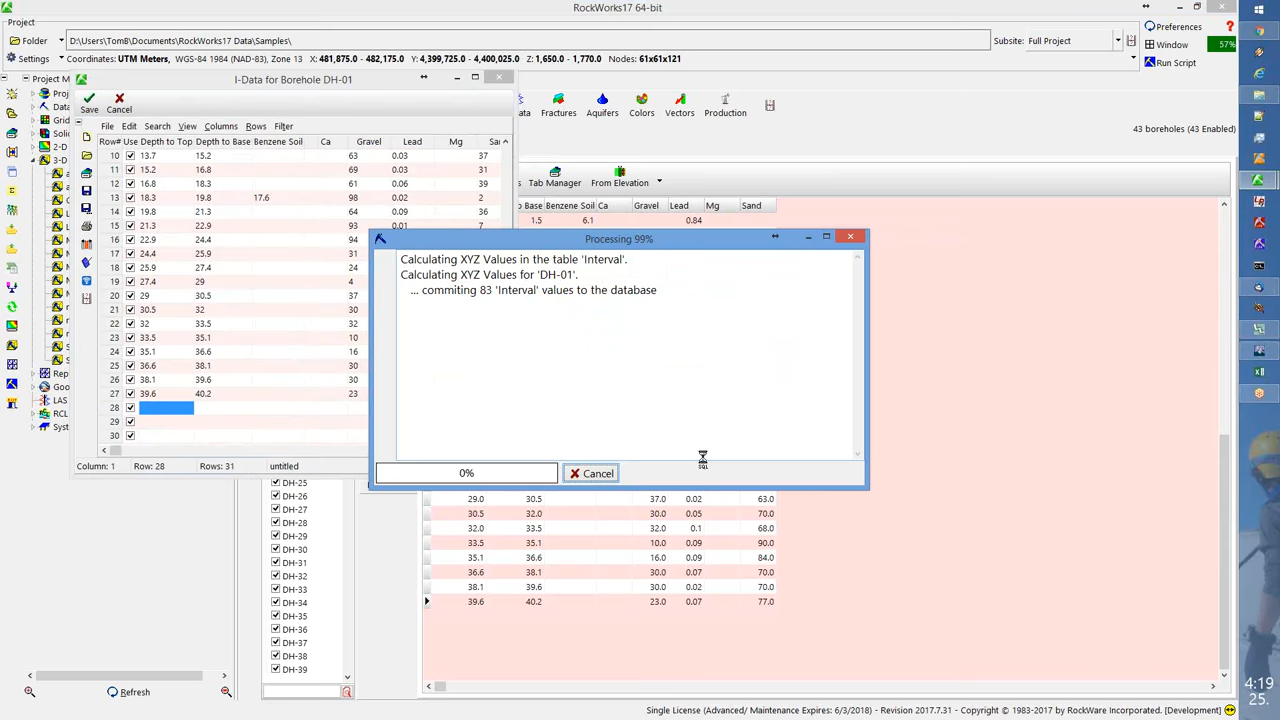 RockWorks17 64-bit
Project
Folder
D:\Users\TomB\Documents\RockWorks17 Data\Samples\
Subsite: Full Project
Preferences
?
Settings
Coordinates: UTM Meters, WGS-84 1984 (NAD-83), Zone 13 X: 481,875.0 - 482,175.0 Y: 4,399,725.0 - 4,400,025.0 Z: 1,650.0 - 1,770.0 Nodes: 61x61x121
Window
57%
Run Script
Project M
I-Data for Borehole DH-01
Save Cancel
Fractures Aquifers Colors Vectors Production
43 boreholes (43 Enabled)
File Edit Search View Columns Rows Filter
Row# Use Depth to Top Depth to Base Benzene Soil Ca Gravel Lead Mg
10 13.7 15.2 63 0.03 37
11 15.2 16.8 69 0.03 31
12 16.8 18.3 61 0.06 39
13 18.3 19.8 17.6 98 0.02 2
14 19.8 21.3 64 0.09 36
15 21.3 22.9 93 0.01 7
16 22.9 24.4 94
17 24.4 25.9 31
18 25.9 27.4 24
19 27.4 29 4
20 29 30.5 37
21 30.5 32 30
22 32 33.5 32
23 33.5 35.1 10
24 35.1 36.6 16
25 36.6 38.1 30
26 38.1 39.6 30
27 39.6 40.2 23
28
29
30
Column: 1 Row: 28 Rows: 31 untitled
Tab Manager From Elevation
Base Benzene Soil Ca Gravel Lead Mg Sand
1.5 6.1 0.84
Processing 99%
Calculating XYZ Values in the table 'Interval'.
Calculating XYZ Values for 'DH-01'.
... commiting 83 'Interval' values to the database
0%
Cancel
29.0 30.5 37.0 0.02 63.0
30.5 32.0 30.0 0.05 70.0
32.0 33.5 32.0 0.1 68.0
33.5 35.1 10.0 0.09 90.0
35.1 36.6 16.0 0.09 84.0
36.6 38.1 30.0 0.07 70.0
38.1 39.6 30.0 0.02 70.0
39.6 40.2 23.0 0.07 77.0
DH-25
DH-26
DH-27
DH-28
DH-29
DH-30
DH-31
DH-32
DH-33
DH-34
DH-35
DH-36
DH-37
DH-38
DH-39
LAS
RCL
Refresh
Single License (Advanced/ Maintenance Expires: 6/3/2018) - Revision 2017.7.31 - Copyright © 1983-2017 by RockWare Incorporated. [Development]
4:19
25.